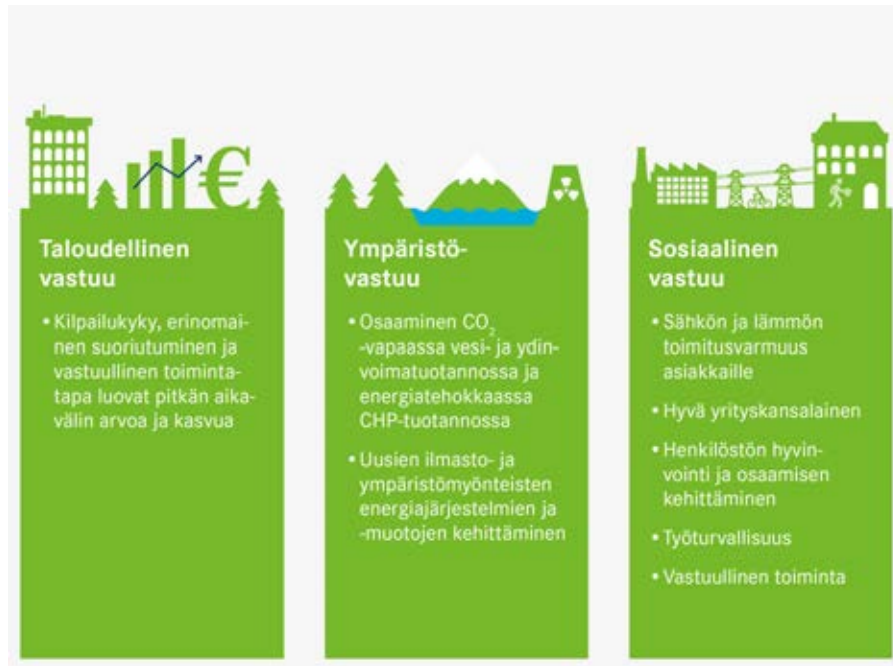 €
Taloudellinen
vastuu
• Kilpailukyky, erinomai-
nen suoriutuminen ja
vastuullinen toiminta-
tapa luovat pitkän aika-
välin arvoa ja kasvua
Ympäristö-
vastuu
• Osaaminen CO₂
-vapaassa vesi- ja ydin-
voimatuotannossa ja
energiatehokkaassa
CHP-tuotannossa
• Uusien ilmasto- ja
ympäristömyönteisten
energiajärjestelmien ja
-muotojen kehittäminen
Sosiaalinen
vastuu
• Sähkön ja lämmön
toimitusvarmuus
asiakkaille
• Hyvä yrityskansalainen
• Henkilöstön hyvin-
vointi ja osaamisen
kehittäminen
• Työturvallisuus
• Vastuullinen toiminta